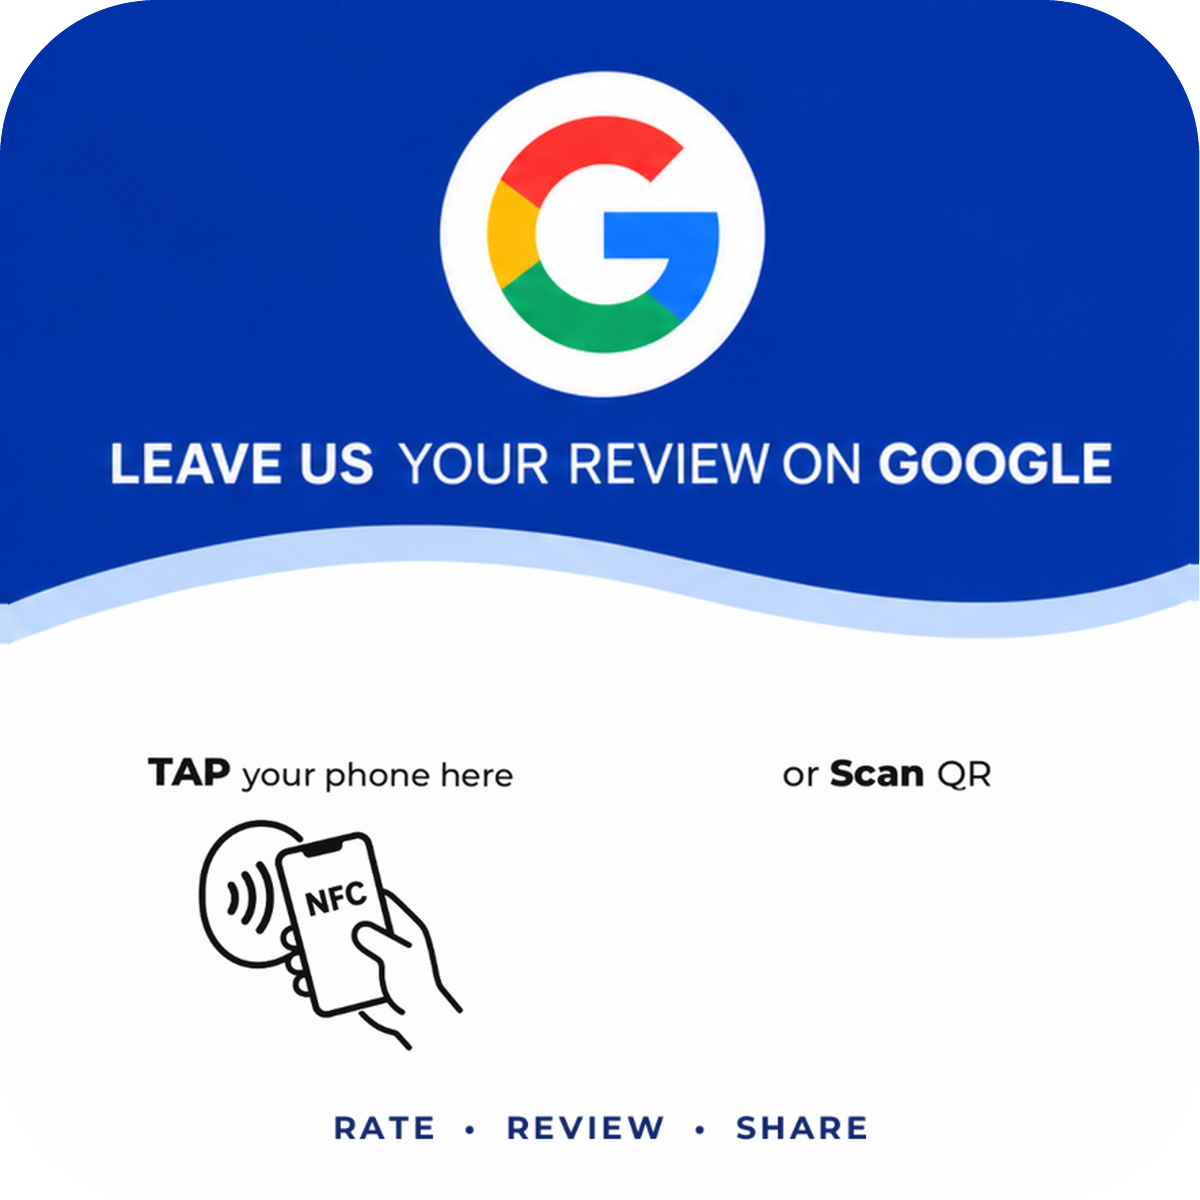 LEAVE US YOUR REVIEW ON GOOGLE
TAP your phone here
or Scan QR
NFC
RATE • REVIEW • SHARE